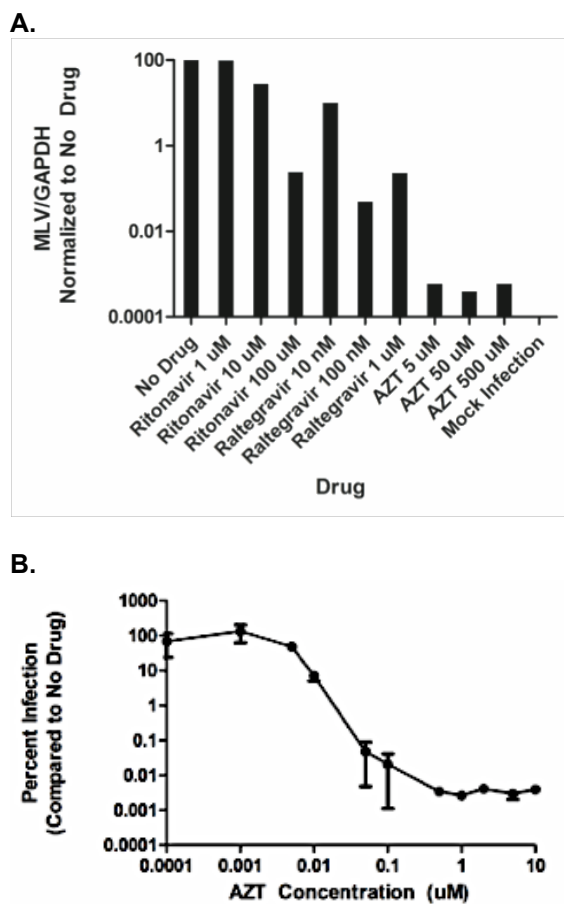 A.
MLV/GAPDH
Normalized to No Drug
100
1
0.01
0.0001
No Drug
Ritonavir 1 uM
Ritonavir 10 uM
Ritonavir 100 uM
Raltegravir 10 nM
Raltegravir 100 nM
Raltegravir 1 uM
AZT 5 uM
AZT 50 uM
AZT 500 uM
Mock Infection
Drug
B.
Percent Infection
(Compared to No Drug)
1000
100
10
1
0.1
0.01
0.001
0.0001
0.0001 0.001 0.01 0.1 1 10
AZT Concentration (uM)